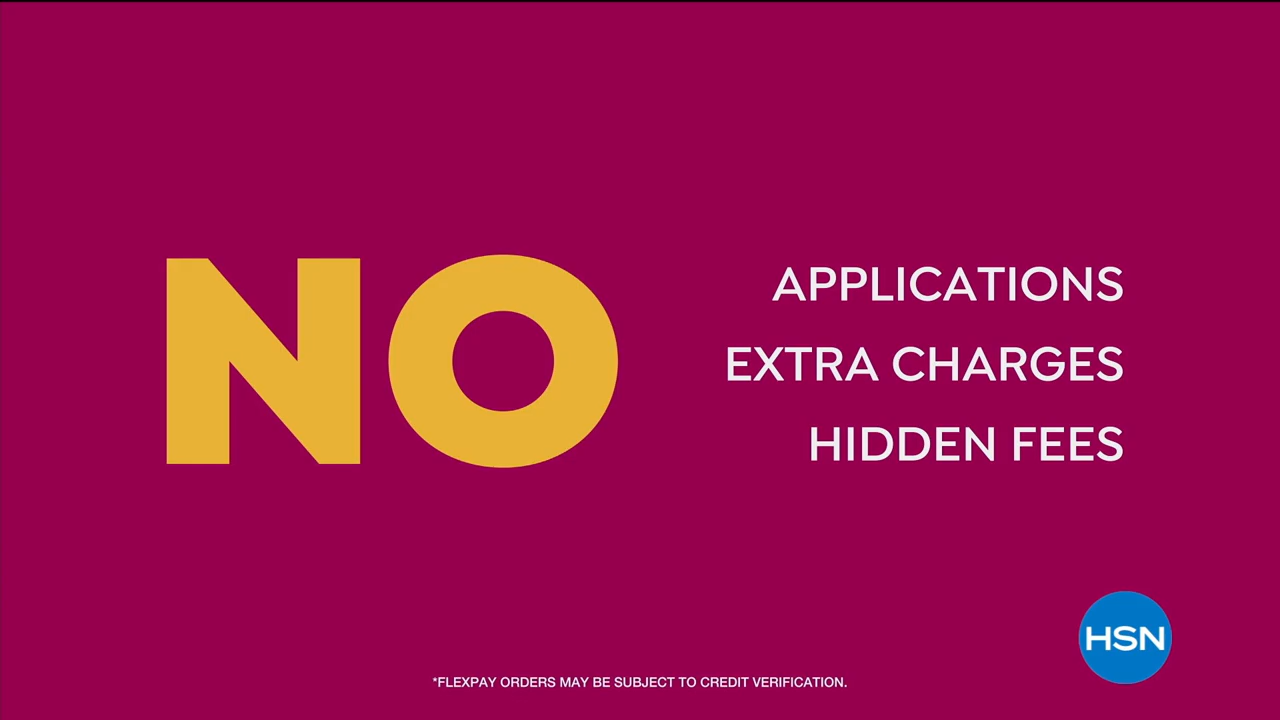 NO
APPLICATIONS
EXTRA CHARGES
HIDDEN FEES
HSN
*FLEXPAY ORDERS MAY BE SUBJECT TO CREDIT VERIFICATION.